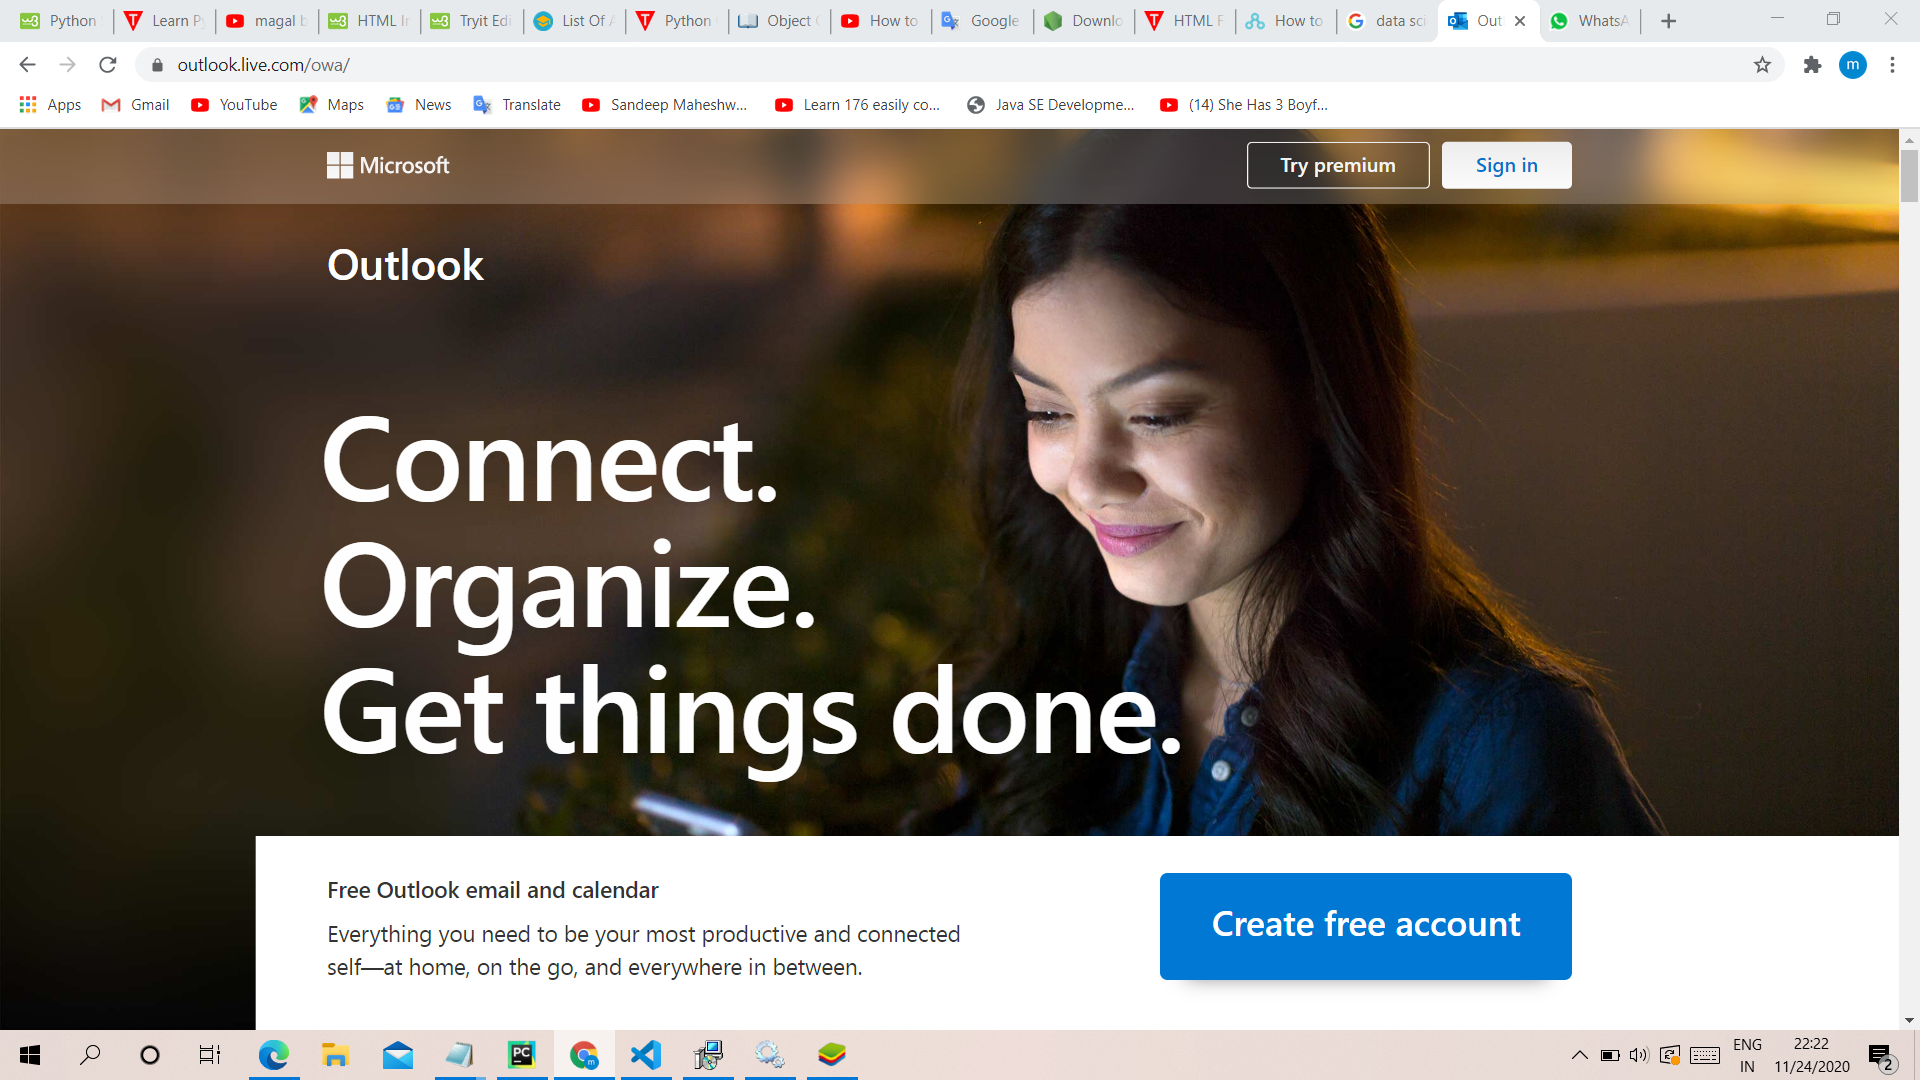 Python
Learn Py
magal b
HTML In
Tryit Edi
List Of A
Python
Object
How to
Google
Downlo
HTML F
How to
data sci
Out
WhatsA
outlook.live.com/owa/
Apps
Gmail
YouTube
Maps
News
Translate
Sandeep Maheshw...
Learn 176 easily co...
Java SE Developme...
(14) She Has 3 Boyf...
m
Microsoft
Try premium
Sign in
Outlook
Connect.
Organize.
Get things done.
Free Outlook email and calendar
Everything you need to be your most productive and connected
self—at home, on the go, and everywhere in between.
Create free account
PC
ENG
IN
22:22
11/24/2020
2